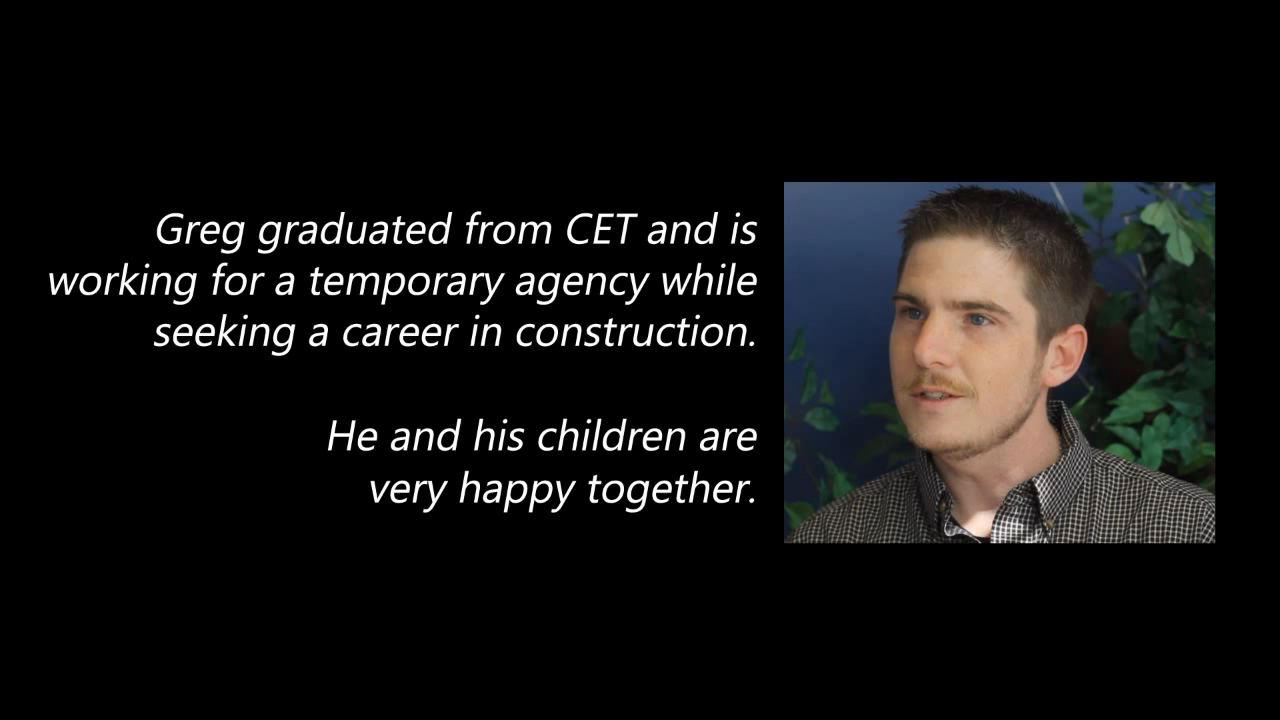 Greg graduated from CET and is
working for a temporary agency while
seeking a career in construction.
He and his children are
very happy together.